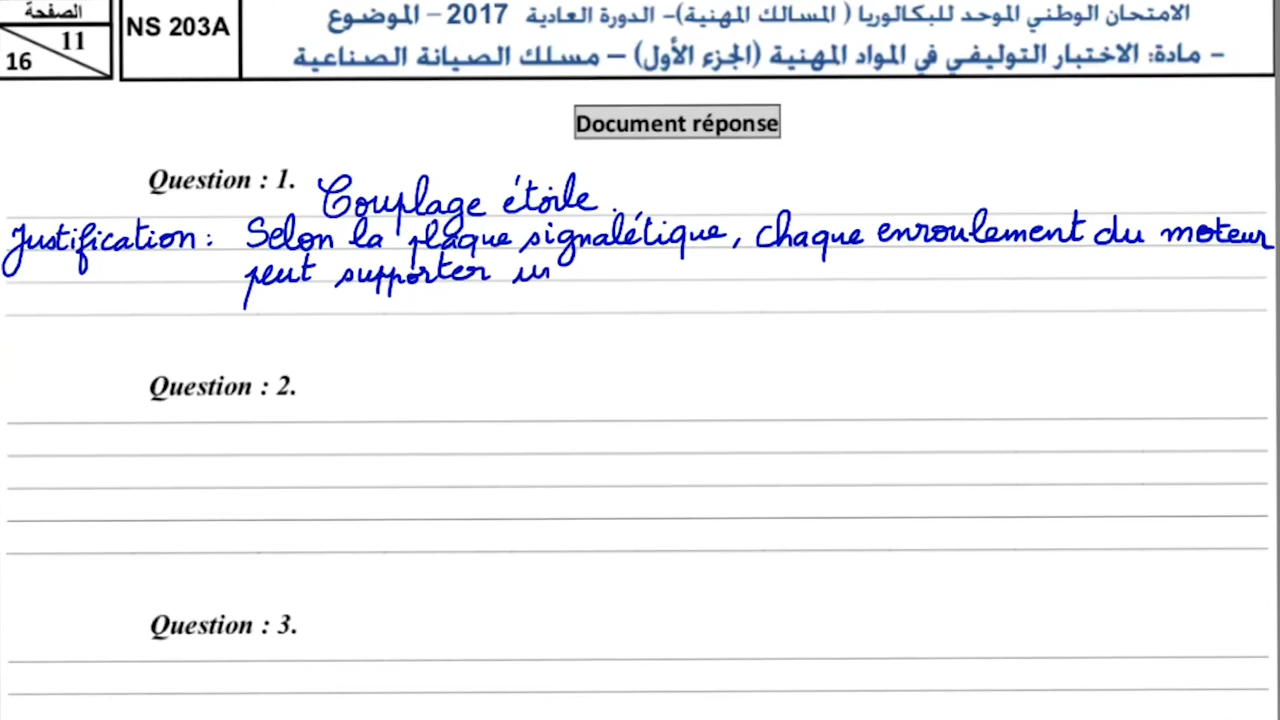 الصفحة
11
16
NS 203A
الامتحان الوطني الموحد للبكالوريا ( المسالك المهنية)- الدورة العادية 2017 – الموضوع
– مادة: الاختبار التوليفي في المواد المهنية (الجزء الأول) – مسلك الصيانة الصناعية
Document réponse
Question : 1. Couplage étoile.
Justification : Selon la plaque signalétique, chaque enroulement du moteur
peut supporter
Question : 2.
Question : 3.